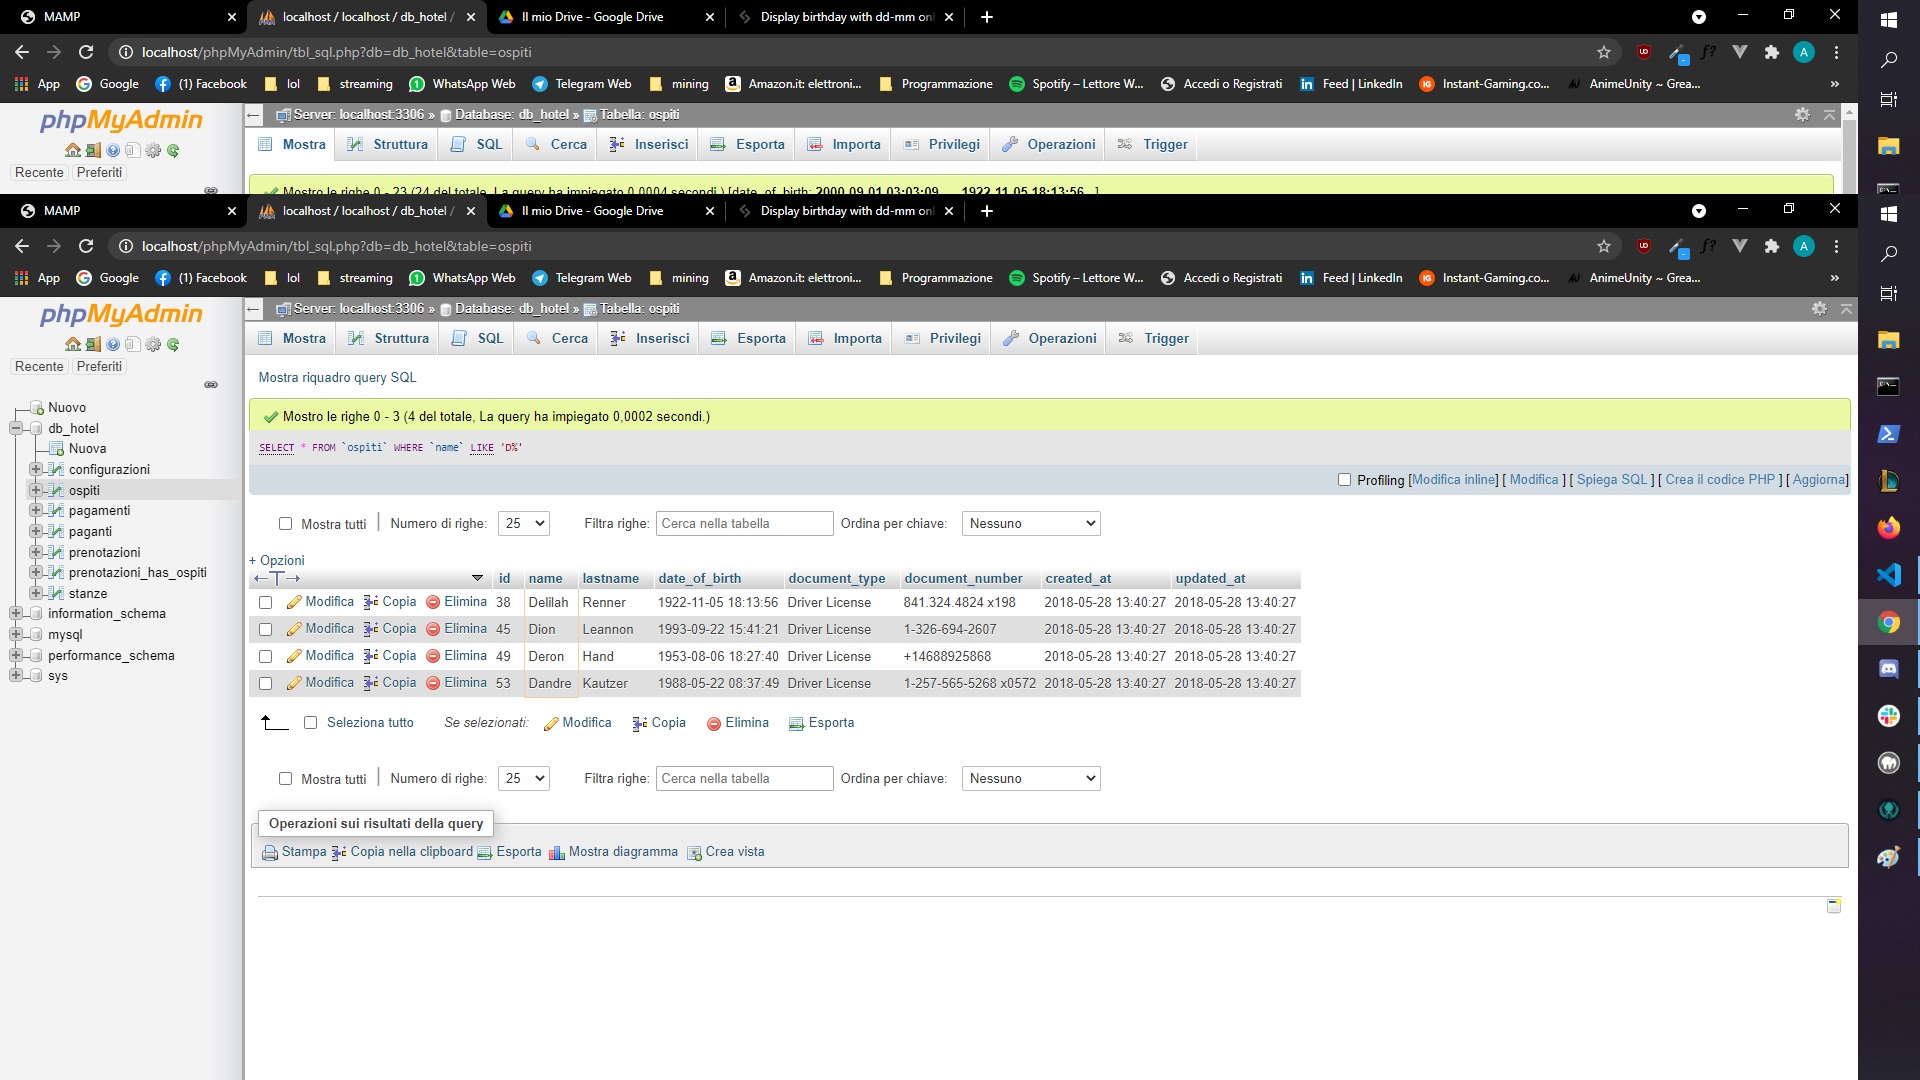 MAMP
localhost / localhost / db_hotel /
Il mio Drive - Google Drive
Display birthday with dd-mm onl
localhost/phpMyAdmin/tbl_sql.php?db=db_hotel&table=ospiti
App Google (1) Facebook lol streaming WhatsApp Web Telegram Web mining Amazon.it: elettroni... Programmazione Spotify – Lettore W... Accedi o Registrati Feed | LinkedIn Instant-Gaming.co... AnimeUnity ~ Grea... »
phpMyAdmin
Recente Preferiti
Server: localhost:3306 » Database: db_hotel » Tabella: ospiti
Mostra Struttura SQL Cerca Inserisci Esporta Importa Privilegi Operazioni Trigger
Mostro le righe 0 - 23 (24 del totale, La query ha impiegato 0,0004 secondi.) [date_of_birth: 2000-09-01 03:03:09... - 1922-11-05 18:13:56...]
MAMP
localhost / localhost / db_hotel /
Il mio Drive - Google Drive
Display birthday with dd-mm onl
localhost/phpMyAdmin/tbl_sql.php?db=db_hotel&table=ospiti
App Google (1) Facebook lol streaming WhatsApp Web Telegram Web mining Amazon.it: elettroni... Programmazione Spotify – Lettore W... Accedi o Registrati Feed | LinkedIn Instant-Gaming.co... AnimeUnity ~ Grea... »
phpMyAdmin
Recente Preferiti
Nuovo
db_hotel
Nuova
configurazioni
ospiti
pagamenti
paganti
prenotazioni
prenotazioni_has_ospiti
stanze
information_schema
mysql
performance_schema
sys
Server: localhost:3306 » Database: db_hotel » Tabella: ospiti
Mostra Struttura SQL Cerca Inserisci Esporta Importa Privilegi Operazioni Trigger
Mostra riquadro query SQL
Mostro le righe 0 - 3 (4 del totale, La query ha impiegato 0,0002 secondi.)
SELECT * FROM `ospiti` WHERE `name` LIKE 'D%'
Profiling [Modifica inline] [ Modifica ] [ Spiega SQL ] [ Crea il codice PHP ] [ Aggiorna]
Mostra tutti | Numero di righe: 25 Filtra righe: Cerca nella tabella Ordina per chiave: Nessuno
+ Opzioni
id name lastname date_of_birth document_type document_number created_at updated_at
Modifica Copia Elimina 38 Delilah Renner 1922-11-05 18:13:56 Driver License 841.324.4824 x198 2018-05-28 13:40:27 2018-05-28 13:40:27
Modifica Copia Elimina 45 Dion Leannon 1993-09-22 15:41:21 Driver License 1-326-694-2607 2018-05-28 13:40:27 2018-05-28 13:40:27
Modifica Copia Elimina 49 Deron Hand 1953-08-06 18:27:40 Driver License +14688925868 2018-05-28 13:40:27 2018-05-28 13:40:27
Modifica Copia Elimina 53 Dandre Kautzer 1988-05-22 08:37:49 Driver License 1-257-565-5268 x0572 2018-05-28 13:40:27 2018-05-28 13:40:27
Seleziona tutto Se selezionati: Modifica Copia Elimina Esporta
Mostra tutti | Numero di righe: 25 Filtra righe: Cerca nella tabella Ordina per chiave: Nessuno
Operazioni sui risultati della query
Stampa Copia nella clipboard Esporta Mostra diagramma Crea vista